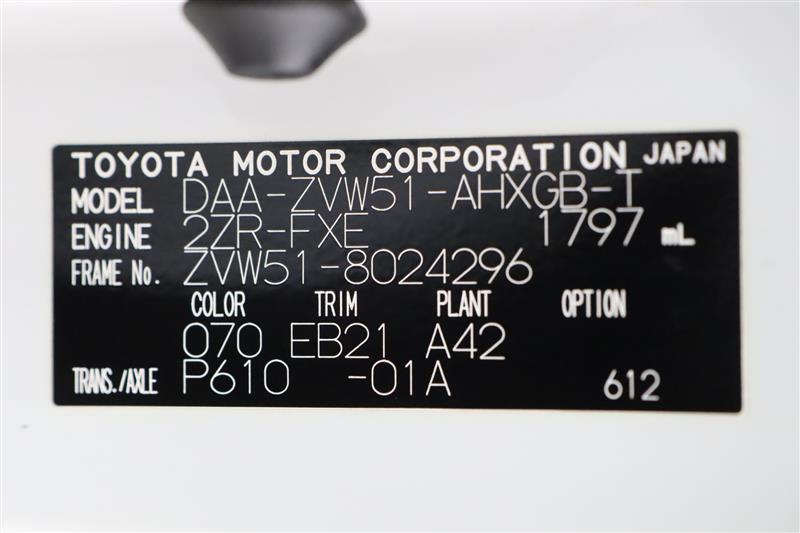 TOYOTA MOTOR CORPORATION JAPAN
MODEL DAA-ZVW51-AHXGB-T
ENGINE 2ZR-FXE 1797 mL
FRAME No. ZVW51-8024296
COLOR TRIM PLANT OPTION
070 EB21 A42
TRANS./AXLE P610 -01A 612